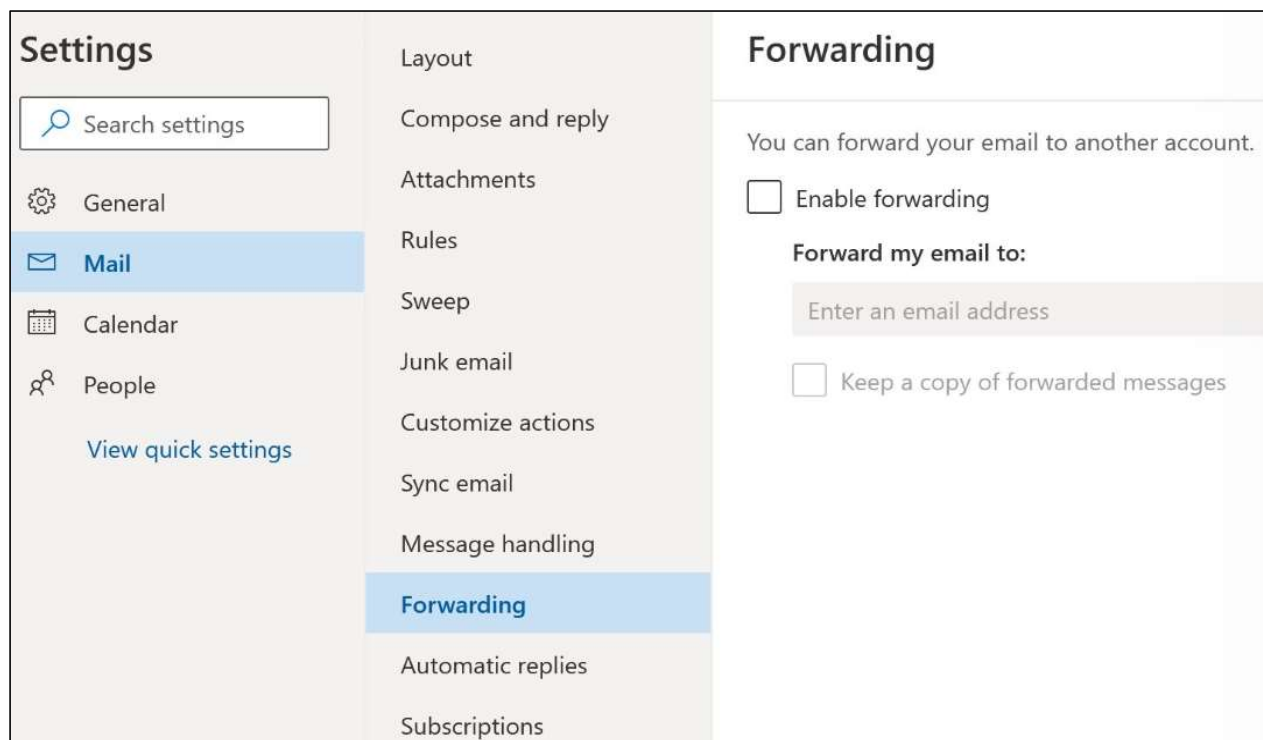 Settings
Search settings
General
Mail
Calendar
People
View quick settings
Layout
Compose and reply
Attachments
Rules
Sweep
Junk email
Customize actions
Sync email
Message handling
Forwarding
Automatic replies
Subscriptions
Forwarding
You can forward your email to another account.
Enable forwarding
Forward my email to:
Enter an email address
Keep a copy of forwarded messages